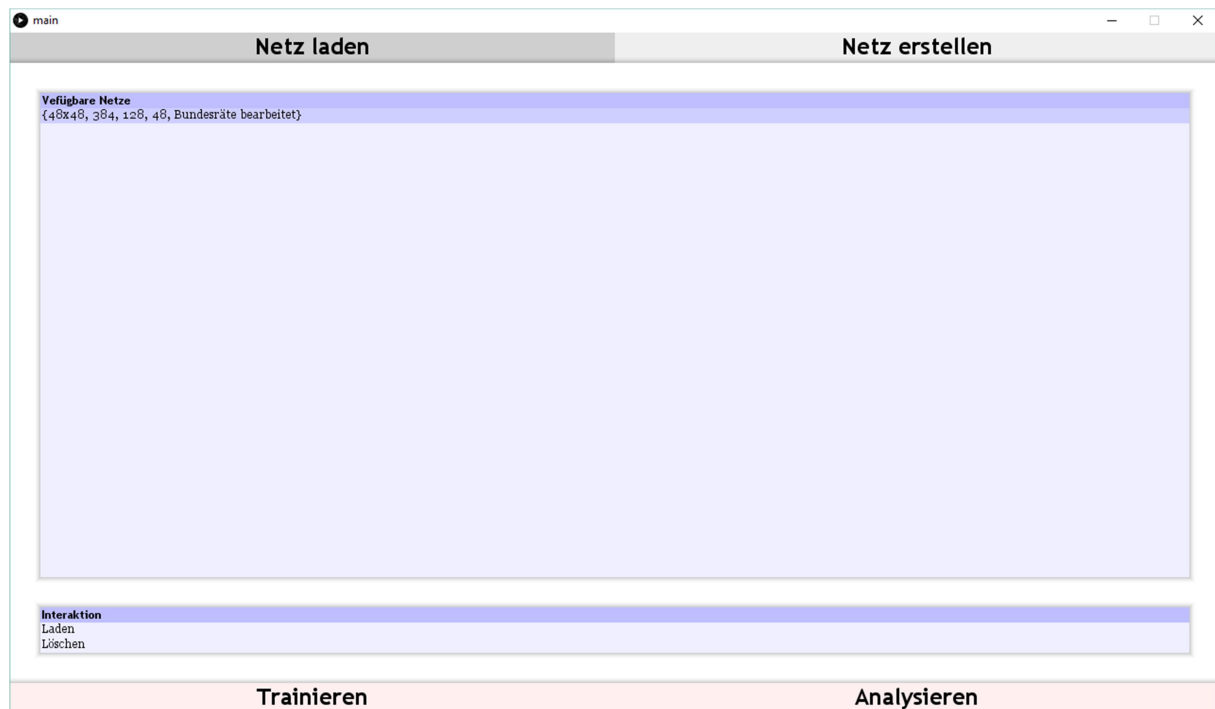 main
Netz laden Netz erstellen
Vefügbare Netze
{48x48, 384, 128, 48, Bundesräte bearbeitet}
Interaktion
Laden
Löschen
Trainieren Analysieren